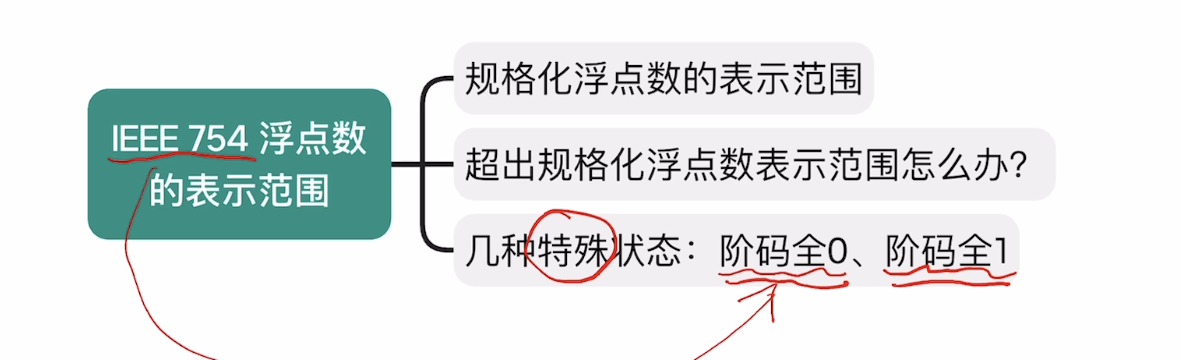 IEEE 754 浮点数
的表示范围
规格化浮点数的表示范围
超出规格化浮点数表示范围怎么办？
几种特殊状态：阶码全0、阶码全1